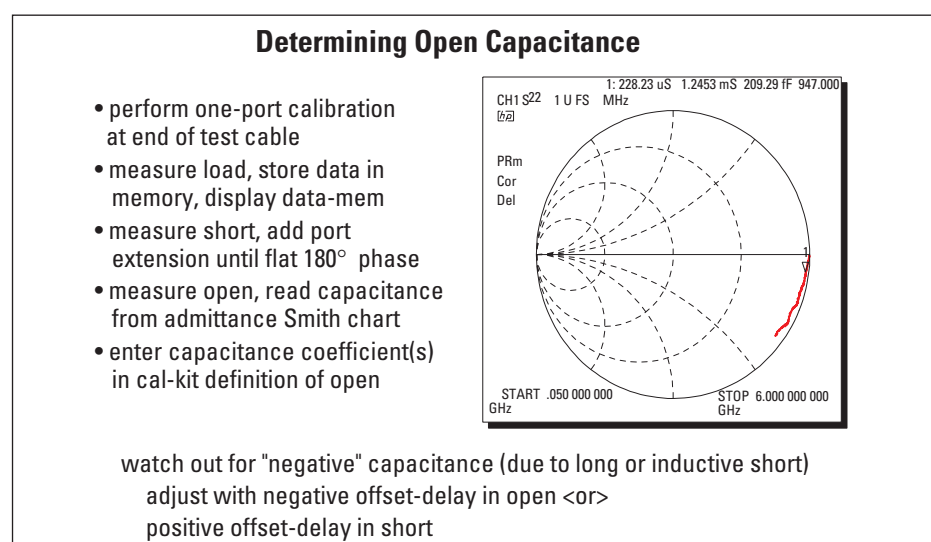 Determining Open Capacitance
• perform one-port calibration
at end of test cable
• measure load, store data in
memory, display data-mem
• measure short, add port
extension until flat 180° phase
• measure open, read capacitance
from admittance Smith chart
• enter capacitance coefficient(s)
in cal-kit definition of open
1: 228.23 uS 1.2453 mS 209.29 fF 947.000
CH1 S22 1 U FS MHz
hp
PRm
Cor
Del
1
START .050 000 000
GHz
STOP 6.000 000 000
GHz
watch out for "negative" capacitance (due to long or inductive short)
adjust with negative offset-delay in open <or>
positive offset-delay in short